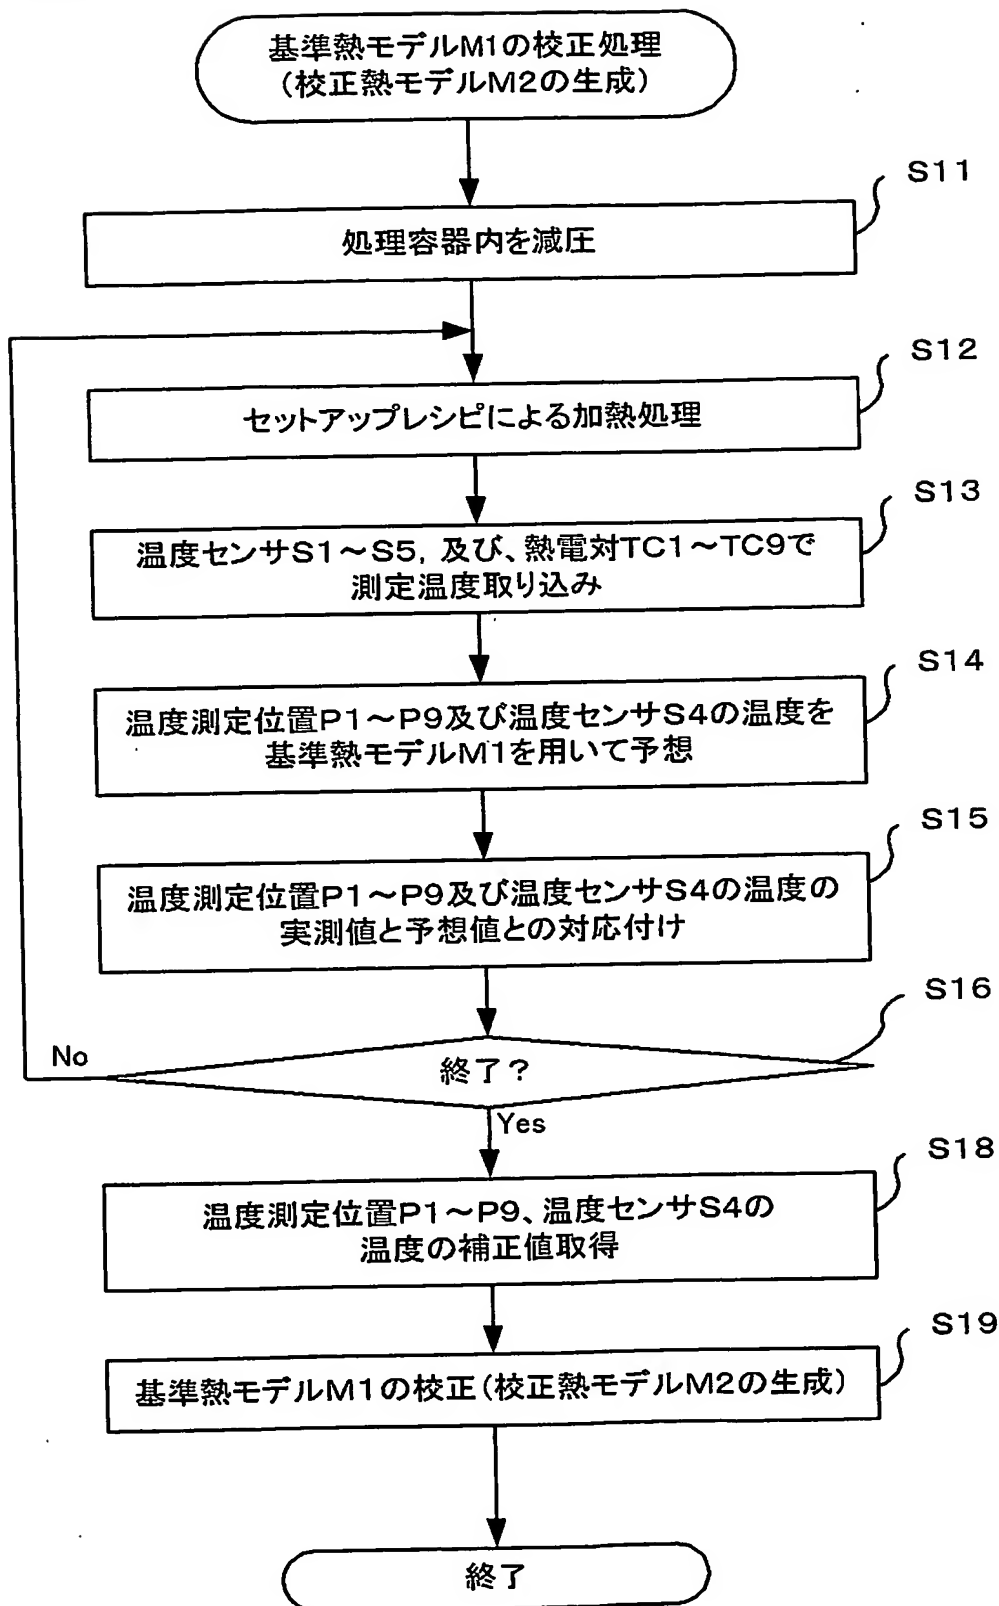 基準熱モデルM1の校正処理
(校正熱モデルM2の生成)
S11
処理容器内を減圧
S12
セットアップレシピによる加熱処理
S13
温度センサS1～S5, 及び、熱電対TC1～TC9で
測定温度取り込み
S14
温度測定位置P1～P9及び温度センサS4の温度を
基準熱モデルM1を用いて予想
S15
温度測定位置P1～P9及び温度センサS4の温度の
実測値と予想値との対応付け
S16
No
終了?
Yes
S18
温度測定位置P1～P9、温度センサS4の
温度の補正値取得
S19
基準熱モデルM1の校正(校正熱モデルM2の生成)
終了